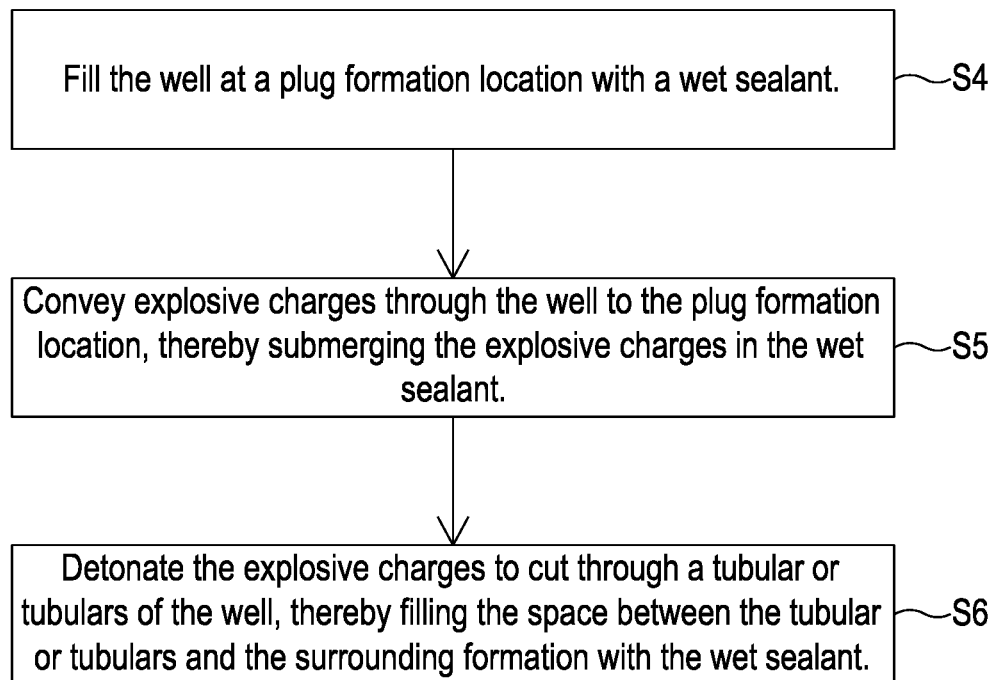 Fill the well at a plug formation location with a wet sealant.
S4
Convey explosive charges through the well to the plug formation
location, thereby submerging the explosive charges in the wet
sealant.
S5
Detonate the explosive charges to cut through a tubular or
tubulars of the well, thereby filling the space between the tubular
or tubulars and the surrounding formation with the wet sealant.
S6